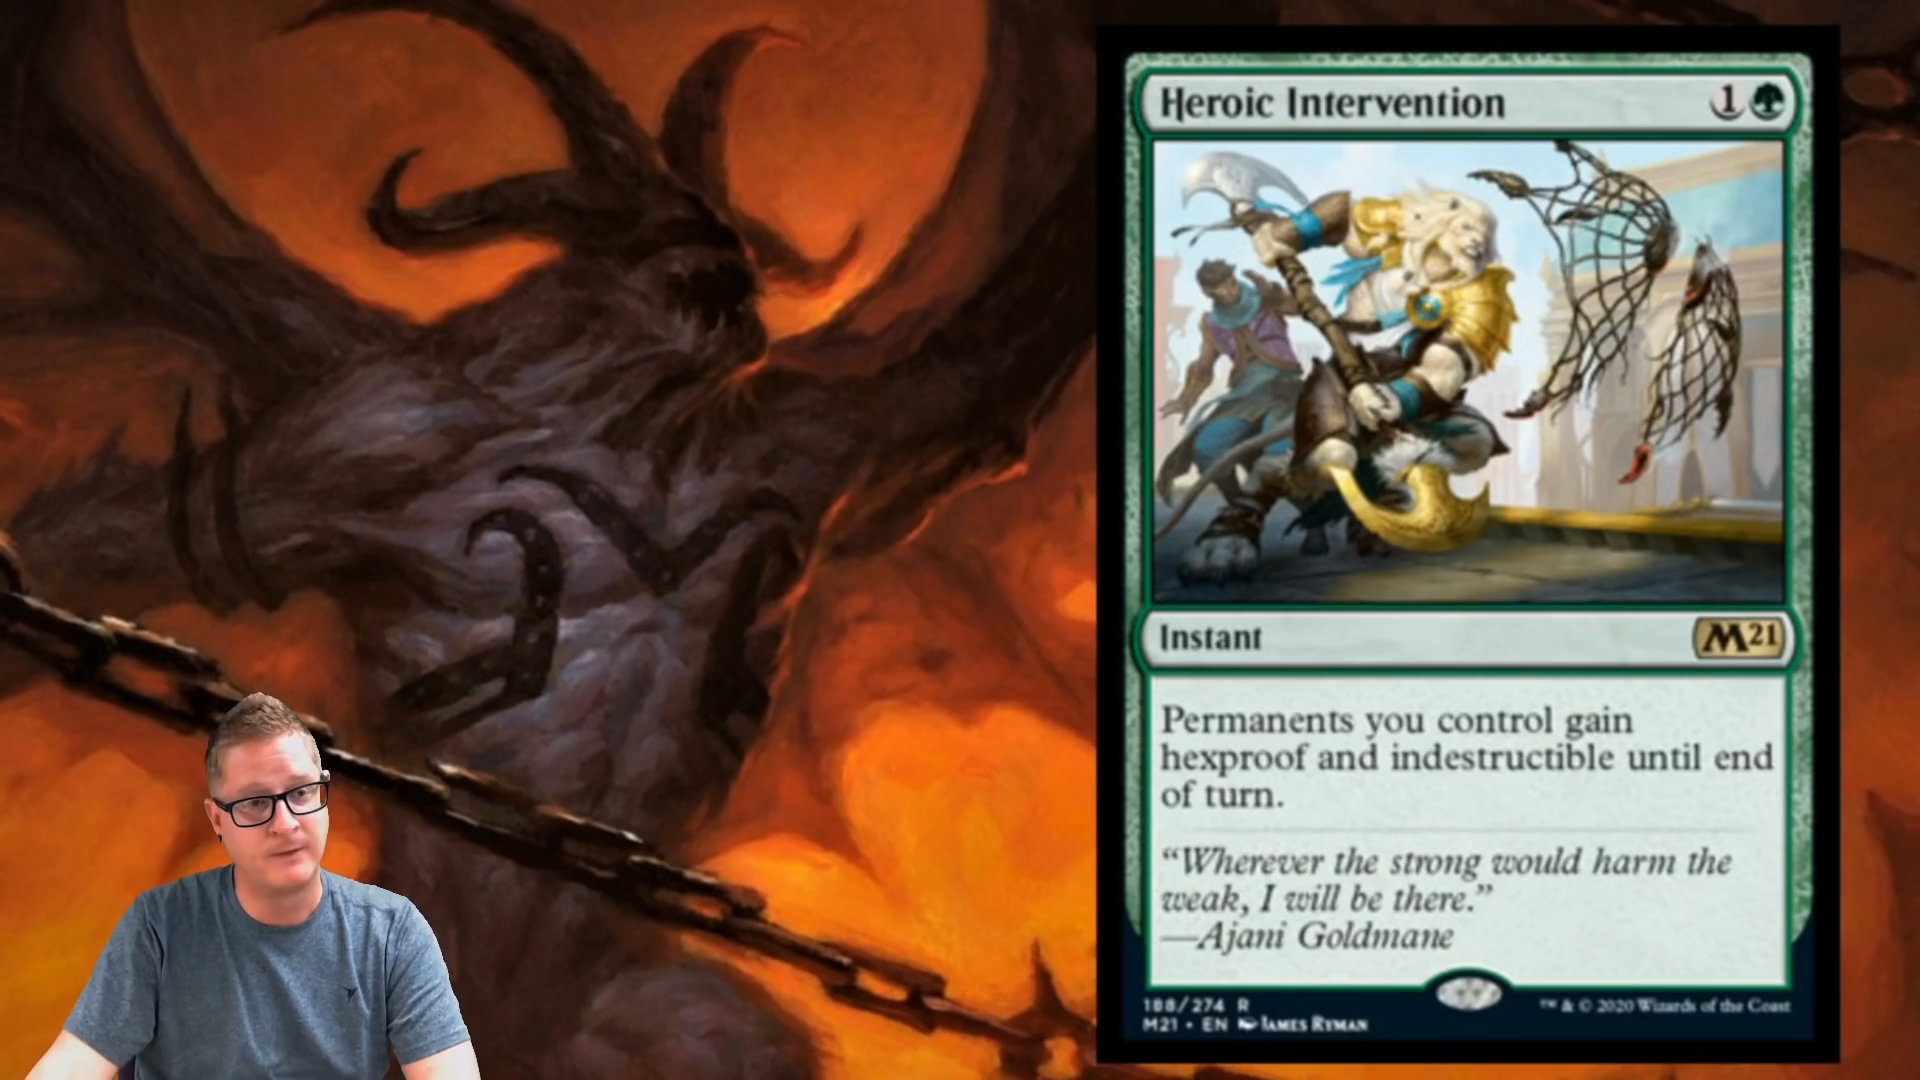 Heroic Intervention 1
Instant M21
Permanents you control gain
hexproof and indestructible until end
of turn.
“Wherever the strong would harm the
weak, I will be there.”
—Ajani Goldmane
188/274 R ™ & © 2020 Wizards of the Coast
M21 • EN James Ryman